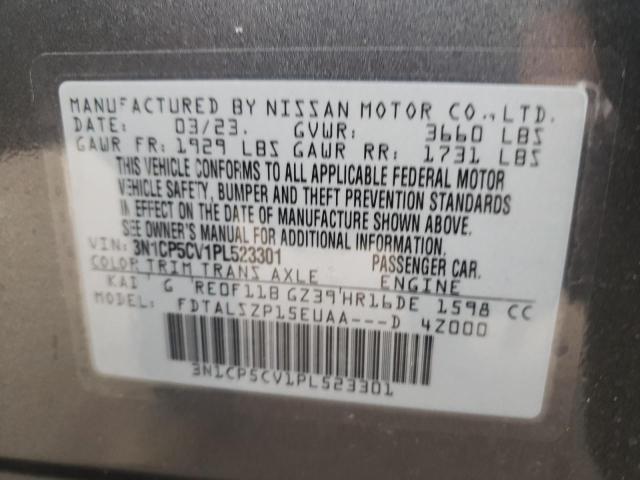 MANUFACTURED BY NISSAN MOTOR CO.,LTD.
DATE: 03/23. GVWR: 3660 LBS
GAWR FR: 1929 LBS GAWR RR: 1731 LBS
THIS VEHICLE CONFORMS TO ALL APPLICABLE FEDERAL MOTOR
VEHICLE SAFETY, BUMPER AND THEFT PREVENTION STANDARDS
IN EFFECT ON THE DATE OF MANUFACTURE SHOWN ABOVE.
SEE OWNER'S MANUAL FOR ADDITIONAL INFORMATION.
VIN: 3N1CP5CV1PL523301 PASSENGER CAR.
COLOR TRIM TRANS AXLE ENGINE
KAD G RE0F11B GZ39 HR16DE 1598 CC
MODEL: FDTALSZP15EUAA---D 4Z000
3N1CP5CV1PL523301